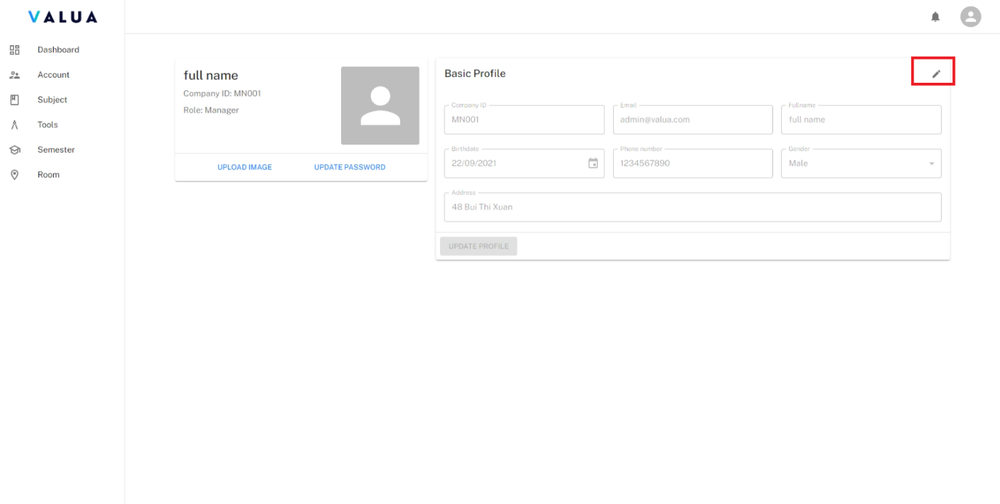 VALUA
Dashboard
Account
Subject
Tools
Semester
Room
full name
Company ID: MN001
Role: Manager
UPLOAD IMAGE
UPDATE PASSWORD
Basic Profile
Company ID
MN001
Email
admin@valua.com
Fullname
full name
Birthdate
22/09/2021
Phone number
1234567890
Gender
Male
Address
48 Bui Thi Xuan
UPDATE PROFILE